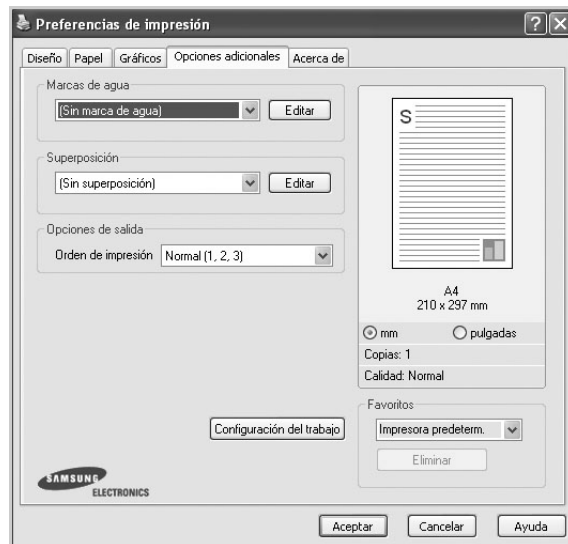 Preferencias de impresión
Diseño Papel Gráficos Opciones adicionales Acerca de
Marcas de agua
(Sin marca de agua) Editar
Superposición
(Sin superposición) Editar
Opciones de salida
Orden de impresión Normal (1, 2, 3)
S
A4
210 x 297 mm
mm pulgadas
Copias: 1
Calidad: Normal
Favoritos
Impresora predeterm.
Eliminar
Configuración del trabajo
SAMSUNG
ELECTRONICS
Aceptar Cancelar Ayuda